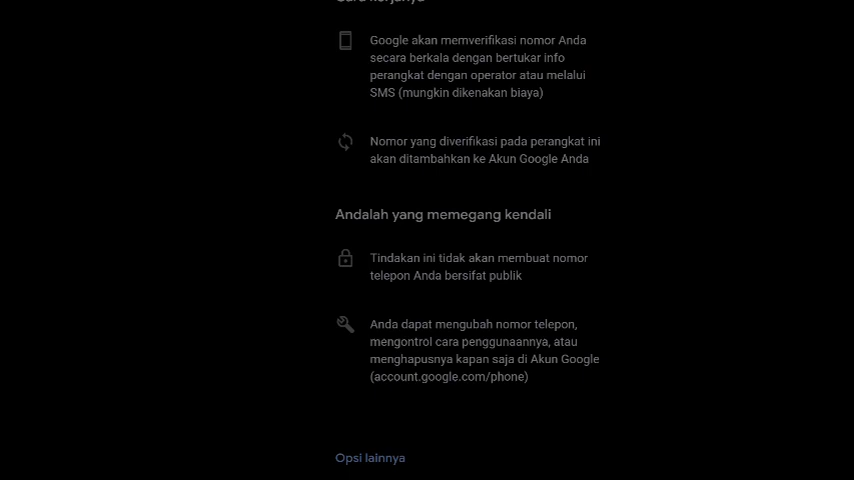 Cara kerjanya
Google akan memverifikasi nomor Anda
secara berkala dengan bertukar info
perangkat dengan operator atau melalui
SMS (mungkin dikenakan biaya)
Nomor yang diverifikasi pada perangkat ini
akan ditambahkan ke Akun Google Anda
Andalah yang memegang kendali
Tindakan ini tidak akan membuat nomor
telepon Anda bersifat publik
Anda dapat mengubah nomor telepon,
mengontrol cara penggunaannya, atau
menghapusnya kapan saja di Akun Google
(account.google.com/phone)
Opsi lainnya